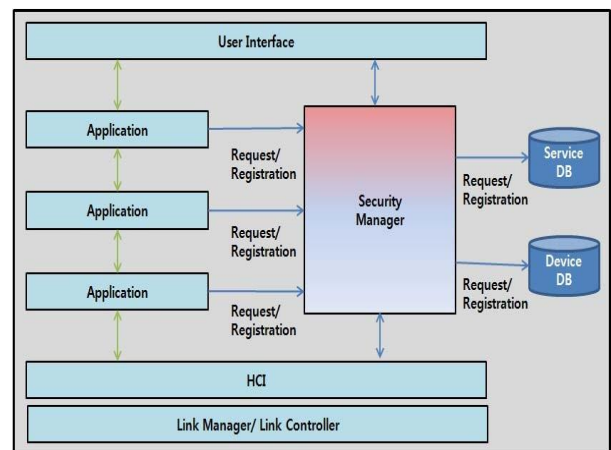 User Interface
Application
Request/
Registration
Application
Request/
Registration
Application
Request/
Registration
Security
Manager
Request/
Registration
Service
DB
Request/
Registration
Device
DB
HCI
Link Manager/ Link Controller